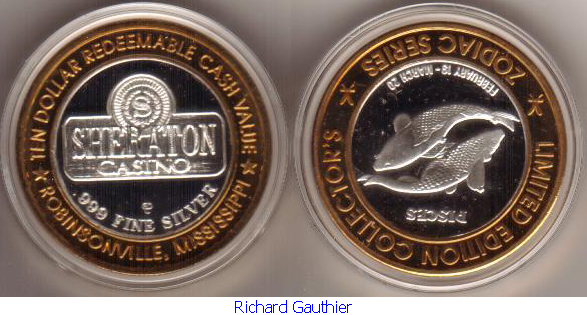 TEN DOLLAR REDEEMABLE CASH VALUE
S
SHERATON
CASINO
.999 FINE SILVER
ROBINSONVILLE, MISSISSIPPI
ZODIAC SERIES
FEBRUARY 19 - MARCH 20
PISCES
LIMITED EDITION COLLECTOR'S
Richard Gauthier